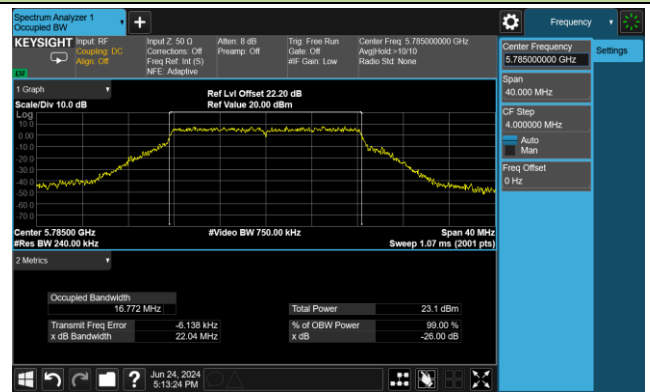 Spectrum Analyzer 1
Occupied BW
Frequency
KEYSIGHT
Input: RF
Coupling: DC
Align: Off
Input Z: 50 Ω
Corrections: Off
Freq Ref: Int (S)
NFE: Adaptive
Atten: 8 dB
Preamp: Off
Trig: Free Run
Gate: Off
#IF Gain: Low
Center Freq: 5.785000000 GHz
Avg|Hold:>10/10
Radio Std: None
Center Frequency
5.785000000 GHz
Settings
Span
40.000 MHz
CF Step
4.000000 MHz
Auto
Man
Freq Offset
0 Hz
1 Graph
Scale/Div 10.0 dB
Ref Lvl Offset 22.20 dB
Ref Value 20.00 dBm
Log
10.0
0.00
-10.0
-20.0
-30.0
-40.0
-50.0
-60.0
-70.0
Center 5.78500 GHz
#Video BW 750.00 kHz
Span 40 MHz
#Res BW 240.00 kHz
Sweep 1.07 ms (2001 pts)
2 Metrics
Occupied Bandwidth
16.772 MHz
Total Power 23.1 dBm
Transmit Freq Error -6.138 kHz
% of OBW Power 99.00 %
x dB Bandwidth 22.04 MHz
x dB -26.00 dB
?
Jun 24, 2024
5:13:24 PM